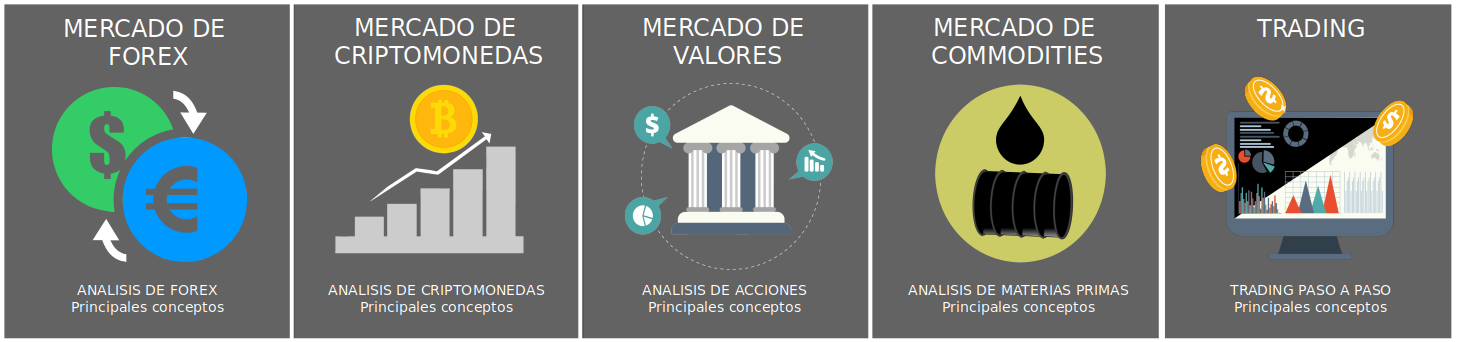 MERCADO DE
FOREX
ANALISIS DE FOREX
Principales conceptos
MERCADO DE
CRIPTOMONEDAS
ANALISIS DE CRIPTOMONEDAS
Principales conceptos
MERCADO DE
VALORES
ANALISIS DE ACCIONES
Principales conceptos
MERCADO DE
COMMODITIES
ANALISIS DE MATERIAS PRIMAS
Principales conceptos
TRADING
TRADING PASO A PASO
Principales conceptos